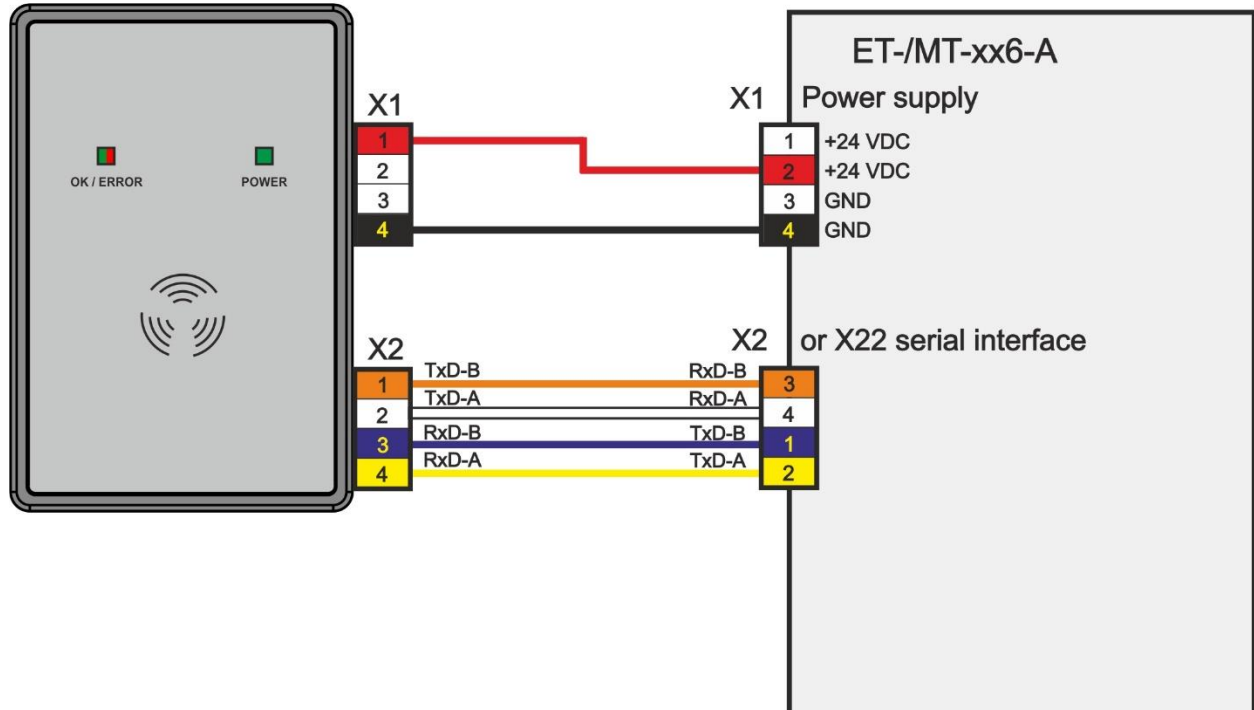 ET-/MT-xx6-A
X1
X1 Power supply
1
2
3
4
1 +24 VDC
2 +24 VDC
3 GND
4 GND
OK / ERROR
POWER
X2
X2 or X22 serial interface
1 TxD-B RxD-B 3
2 TxD-A RxD-A 4
3 RxD-B TxD-B 1
4 RxD-A TxD-A 2